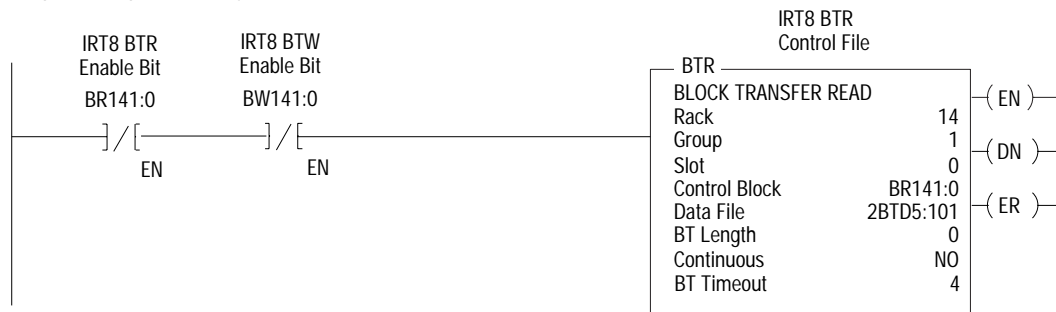 IRT8 BTR
Control File
IRT8 BTR
Enable Bit
IRT8 BTW
Enable Bit
BR141:0
BW141:0
EN
EN
BTR
BLOCK TRANSFER READ
Rack 14
Group 1
Slot 0
Control Block BR141:0
Data File 2BTD5:101
BT Length 0
Continuous NO
BT Timeout 4
EN
DN
ER